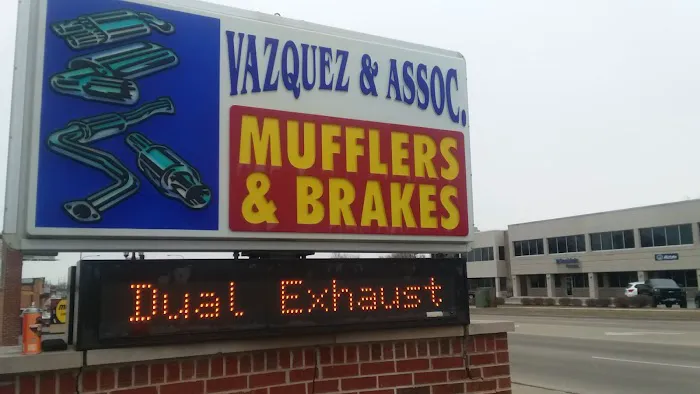 VAZQUEZ & ASSOC.
MUFFLERS
& BRAKES
Dual Exhaust